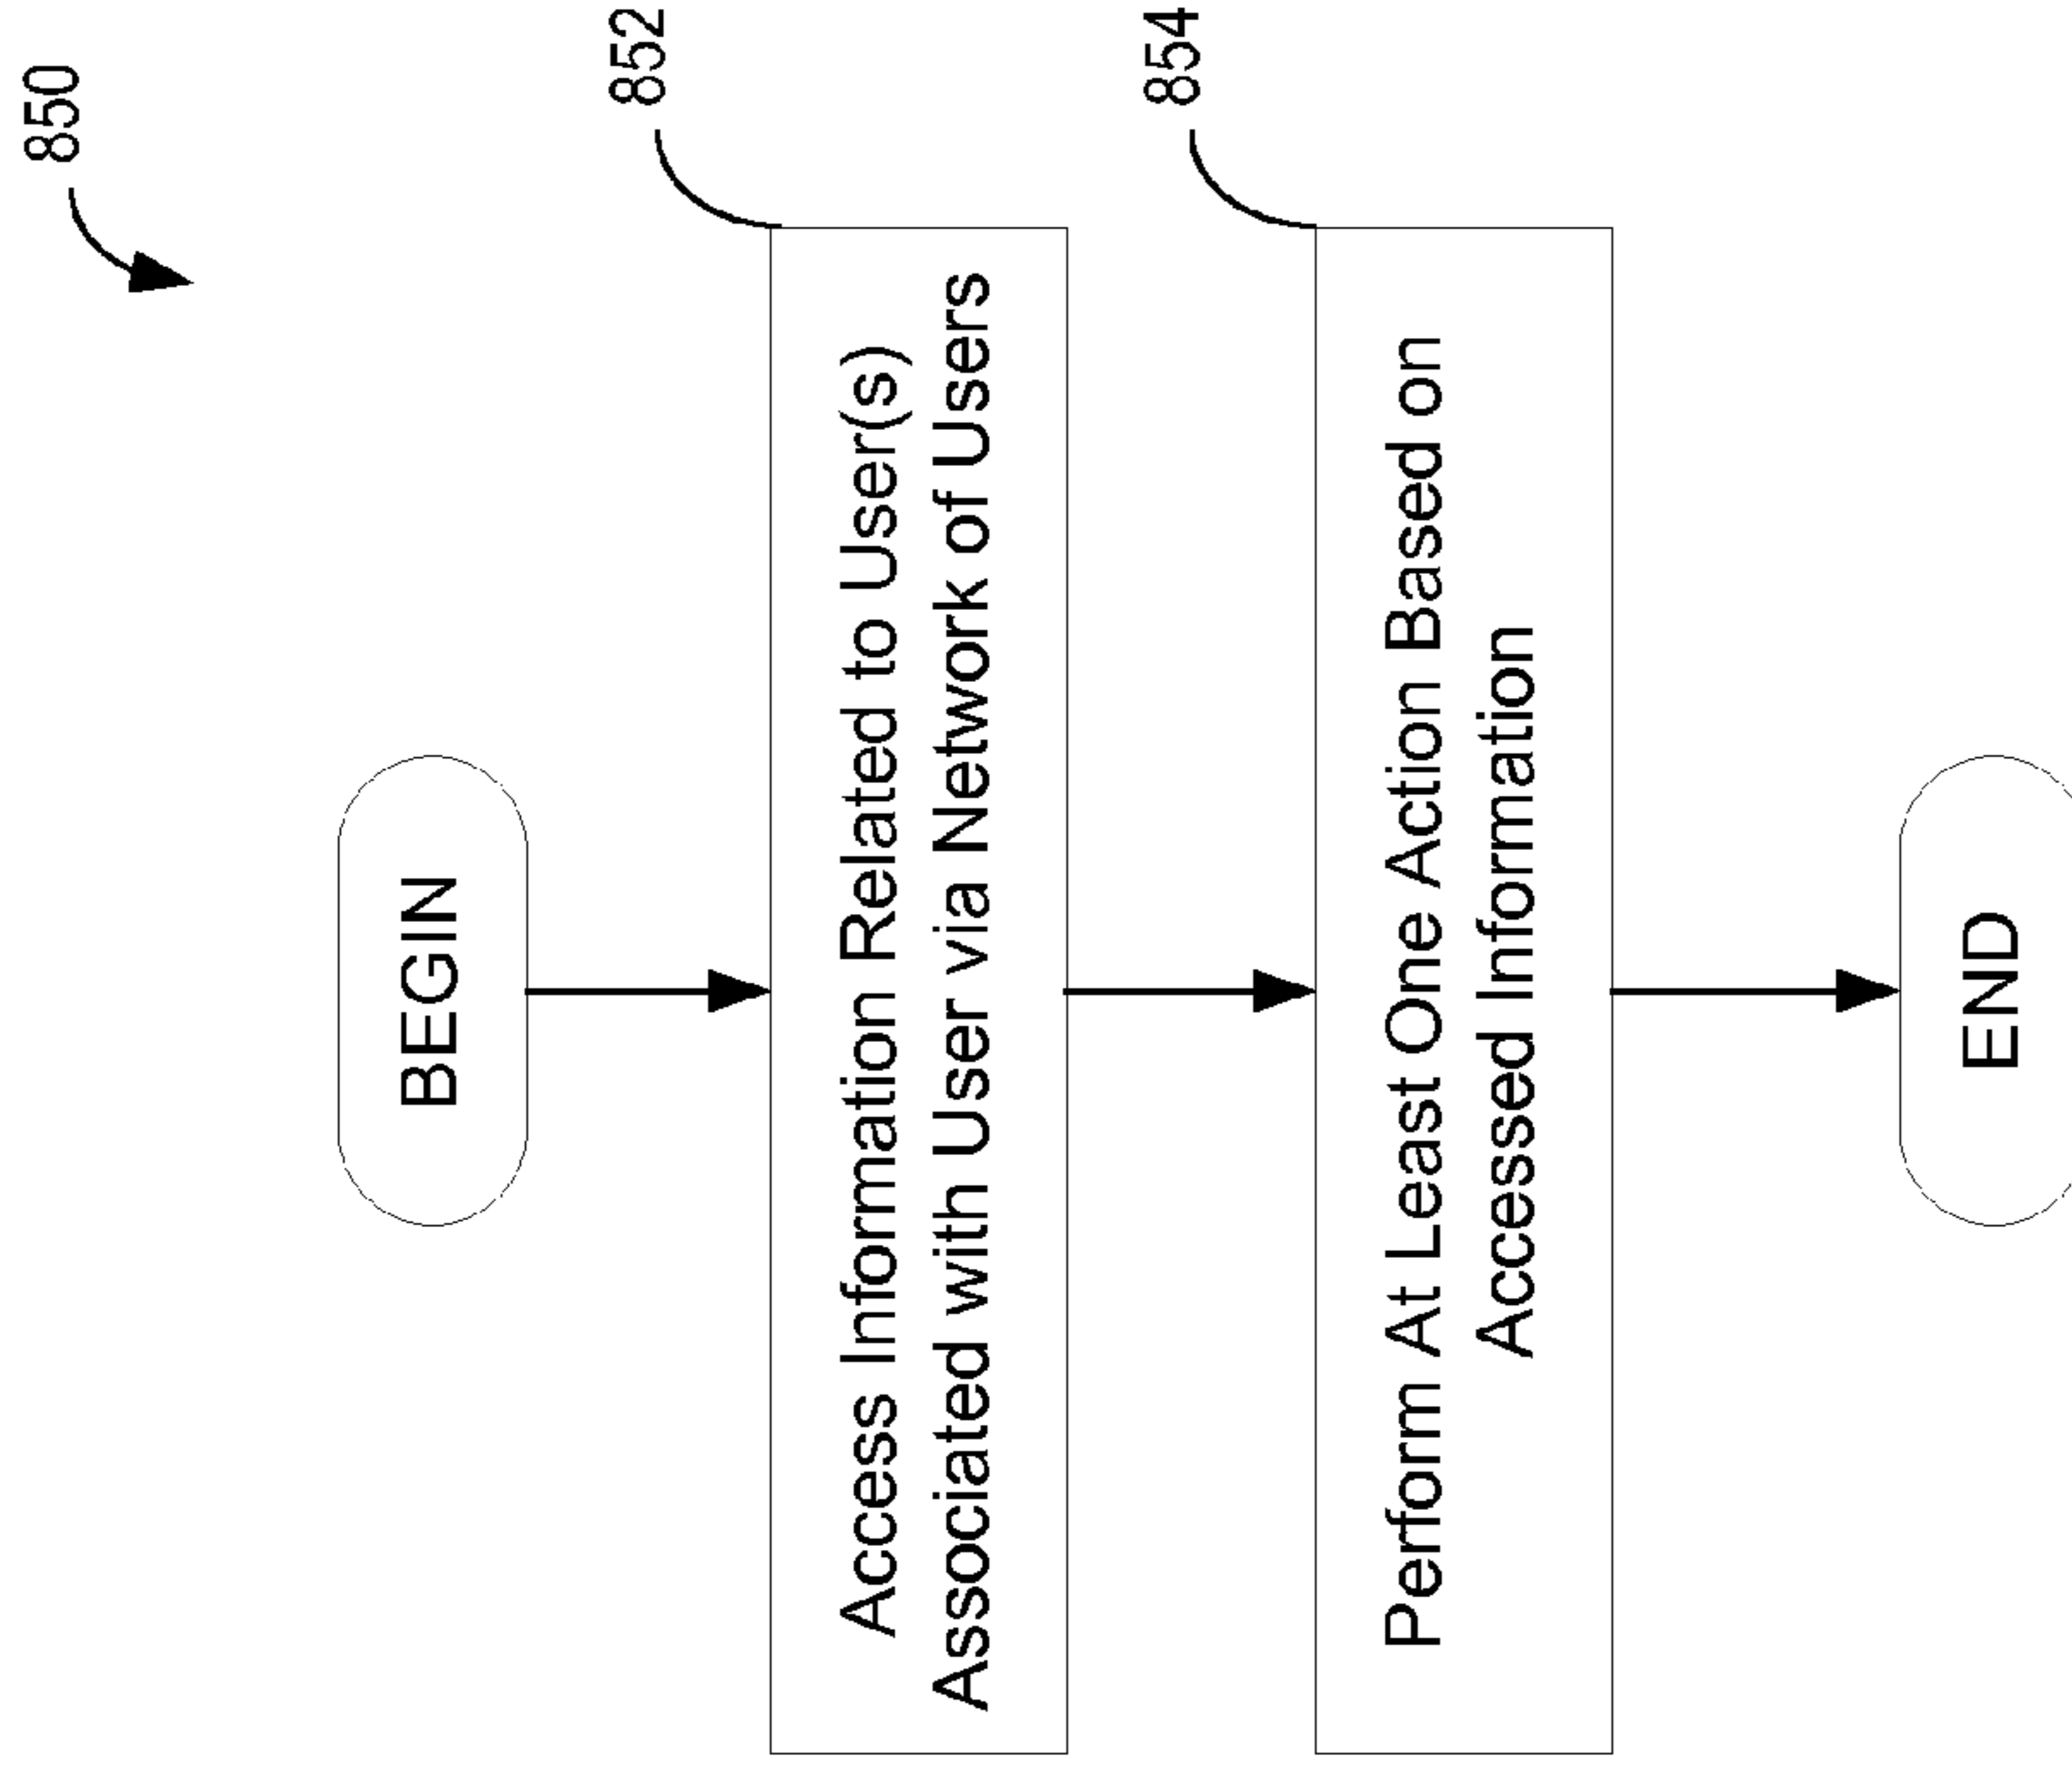 850
BEGIN
852
Access Information Related to User(s)
Associated with User via Network of Users
854
Perform At Least One Action Based on
Accessed Information
END